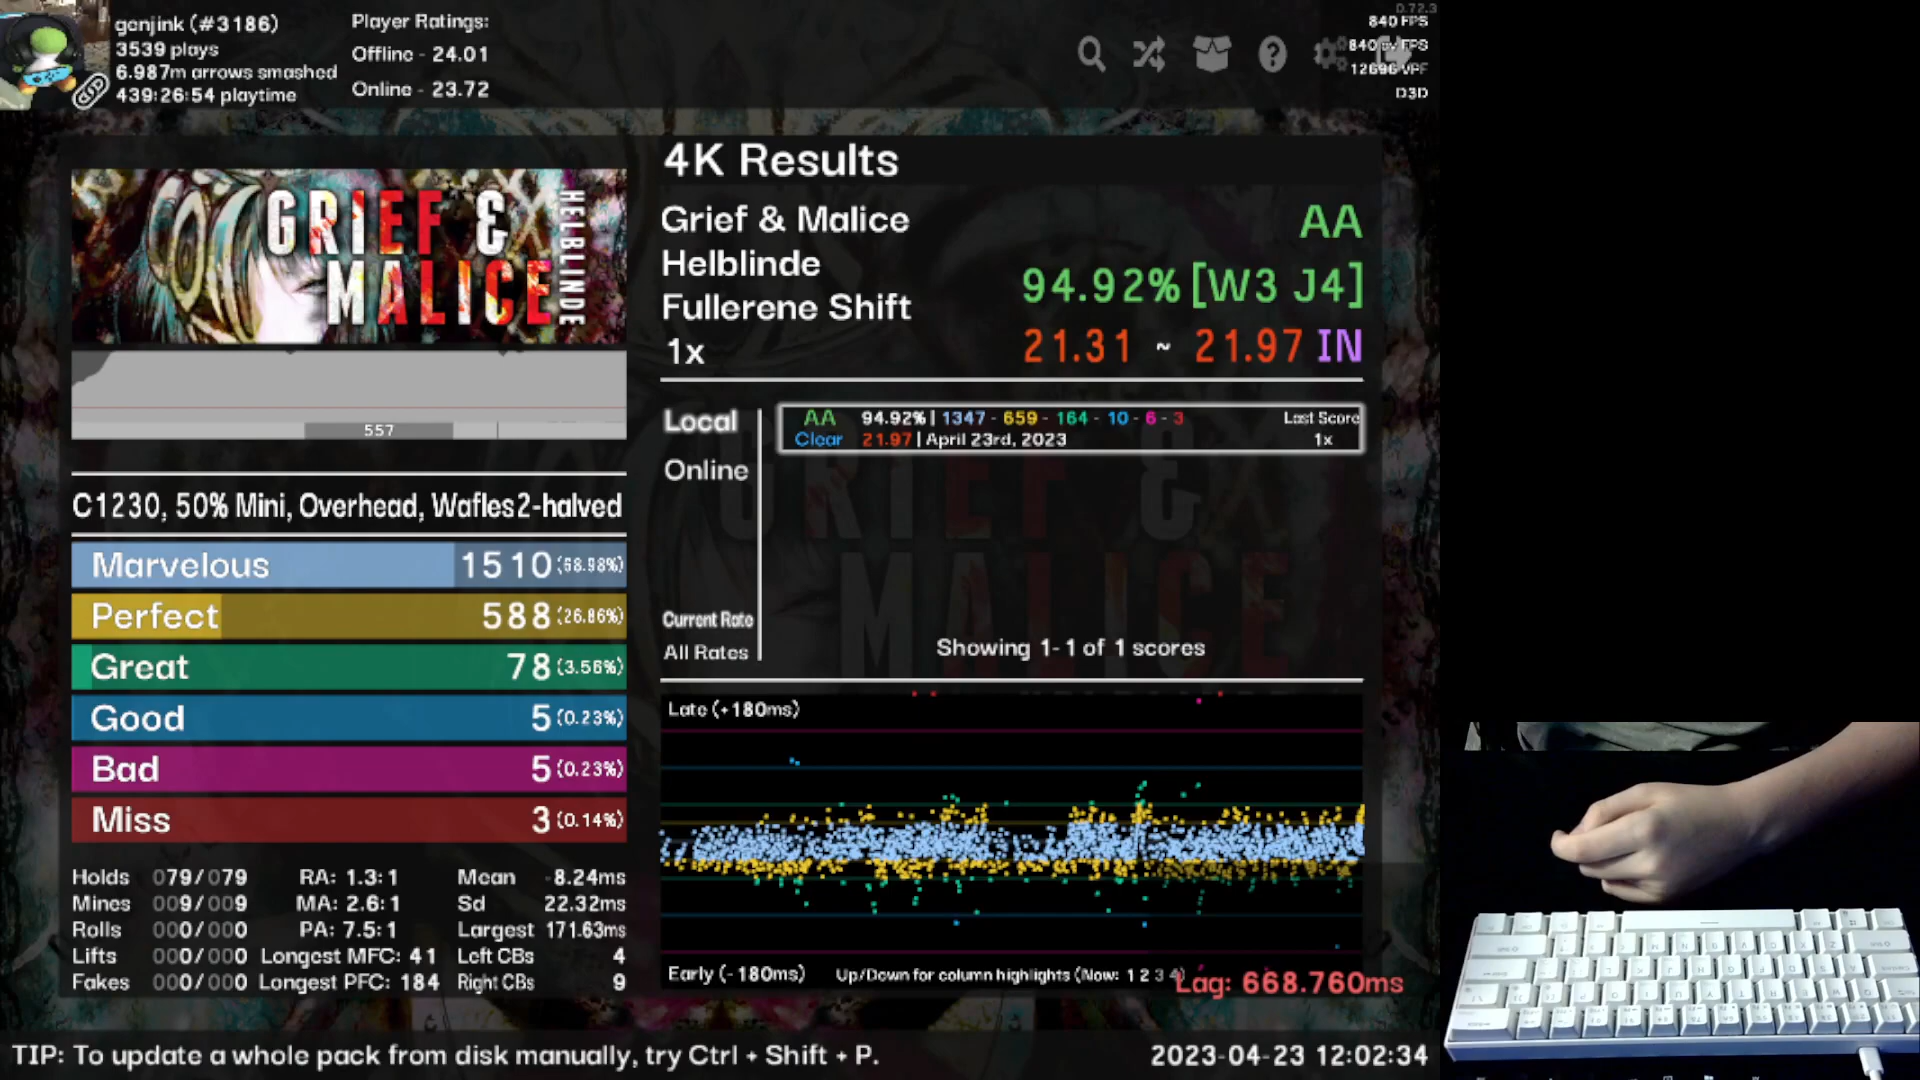 genjink (#3186)
3539 plays
6.987m arrows smashed
439:26:54 playtime
Player Ratings:
Offline - 24.01
Online - 23.72
0.72.3
840 FPS
12696 VPF
D3D
GRIEF &
MALICE
HELBLINDE
557
C1230, 50% Mini, Overhead, Wafles2-halved
Marvelous 1510 (68.98%)
Perfect 588 (26.86%)
Great 78 (3.56%)
Good 5 (0.23%)
Bad 5 (0.23%)
Miss 3 (0.14%)
Holds 079/079 RA: 1.3:1 Mean -8.24ms
Mines 009/009 MA: 2.6:1 Sd 22.32ms
Rolls 000/000 PA: 7.5:1 Largest 171.63ms
Lifts 000/000 Longest MFC: 41 Left CBs 4
Fakes 000/000 Longest PFC: 184 Right CBs 9
4K Results
Grief & Malice
Helblinde
Fullerene Shift
1x
AA
94.92% [W3 J4]
21.31 ~ 21.97 IN
Local
Online
Current Rate
All Rates
AA 94.92% | 1347 - 659 - 164 - 10 - 6 - 3 Last Score
Clear 21.97 | April 23rd, 2023 1x
Showing 1-1 of 1 scores
Late (+180ms)
Early (-180ms) Up/Down for column highlights (Now: 1 2 3 4)
Lag: 668.760ms
TIP: To update a whole pack from disk manually, try Ctrl + Shift + P.
2023-04-23 12:02:34